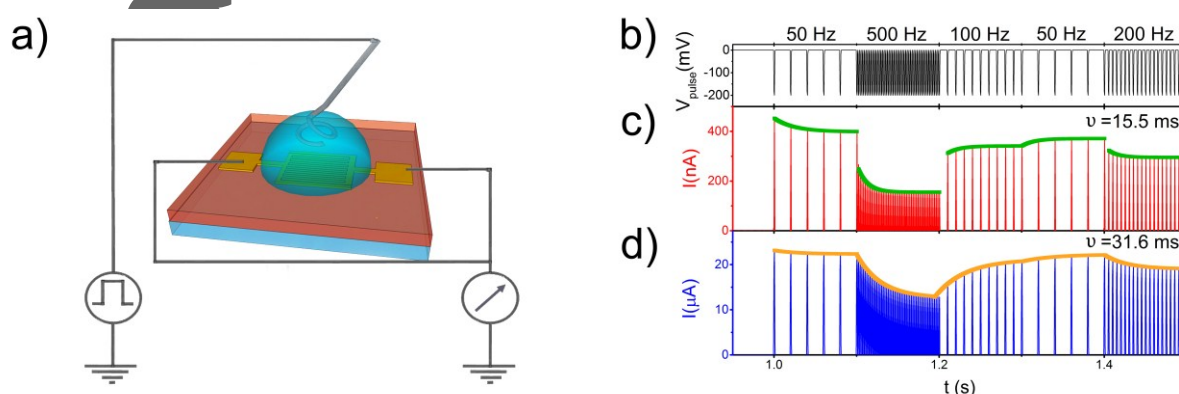 a)
b)
50 Hz 500 Hz 100 Hz 50 Hz 200 Hz
V pulse (mV)
0
-100
-200
c)
υ =15.5 ms
I(nA)
400
200
0
d)
υ =31.6 ms
I(μA)
20
10
0
1.0 1.2 1.4
t (s)